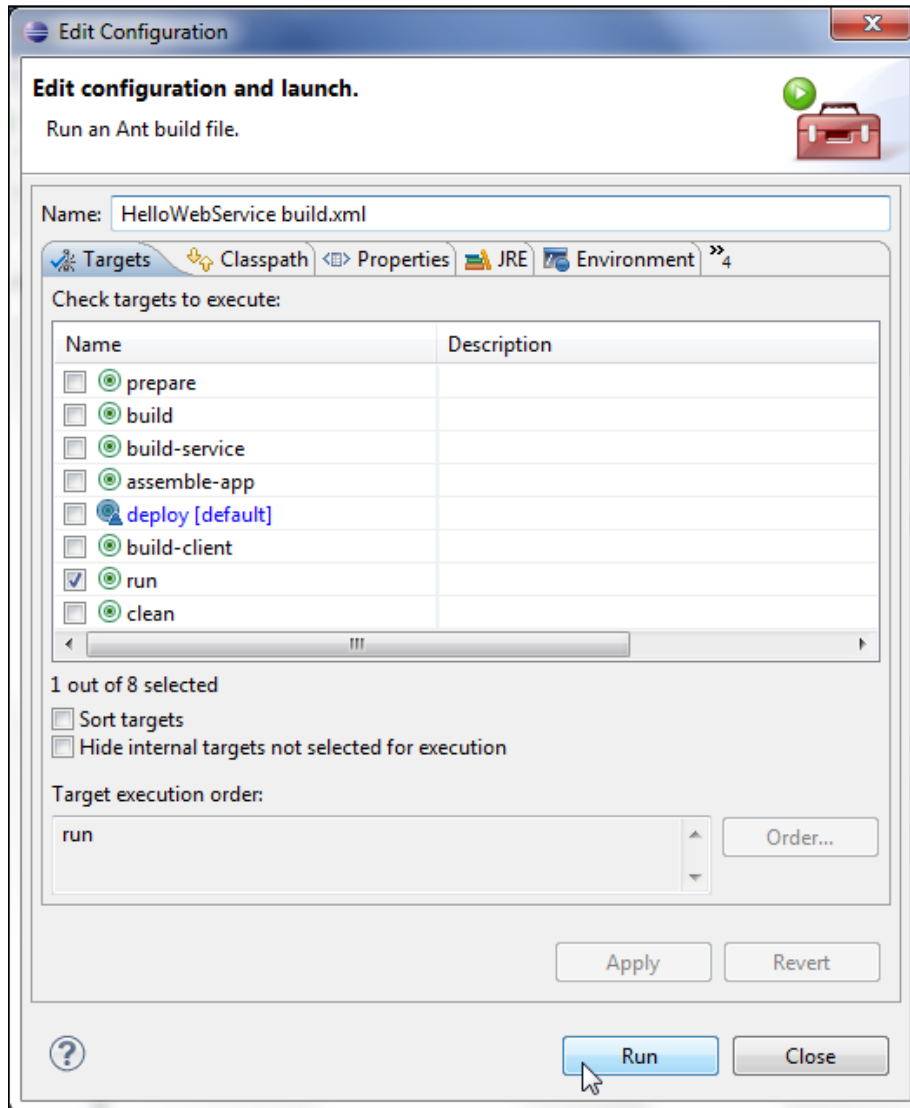 Edit Configuration
Edit configuration and launch.
Run an Ant build file.
Name: HelloWebService build.xml
Targets Classpath Properties JRE Environment »4
Check targets to execute:
Name Description
prepare
build
build-service
assemble-app
deploy [default]
build-client
run
clean
1 out of 8 selected
Sort targets
Hide internal targets not selected for execution
Target execution order:
run Order...
Apply Revert
Run Close